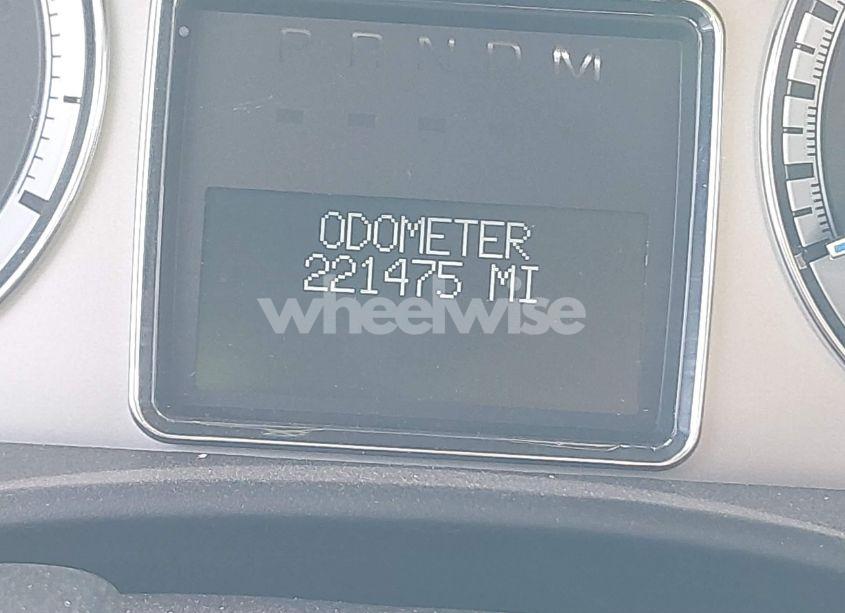 P R N D M
ODOMETER
221475 MI
wheelwise